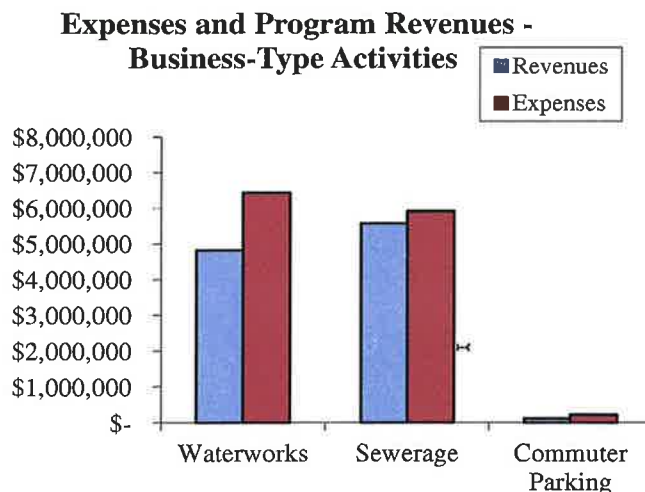 Expenses and Program Revenues -
Business-Type Activities
Revenues
Expenses
$8,000,000
$7,000,000
$6,000,000
$5,000,000
$4,000,000
$3,000,000
$2,000,000
$1,000,000
$-
Waterworks
Sewerage
Commuter
Parking